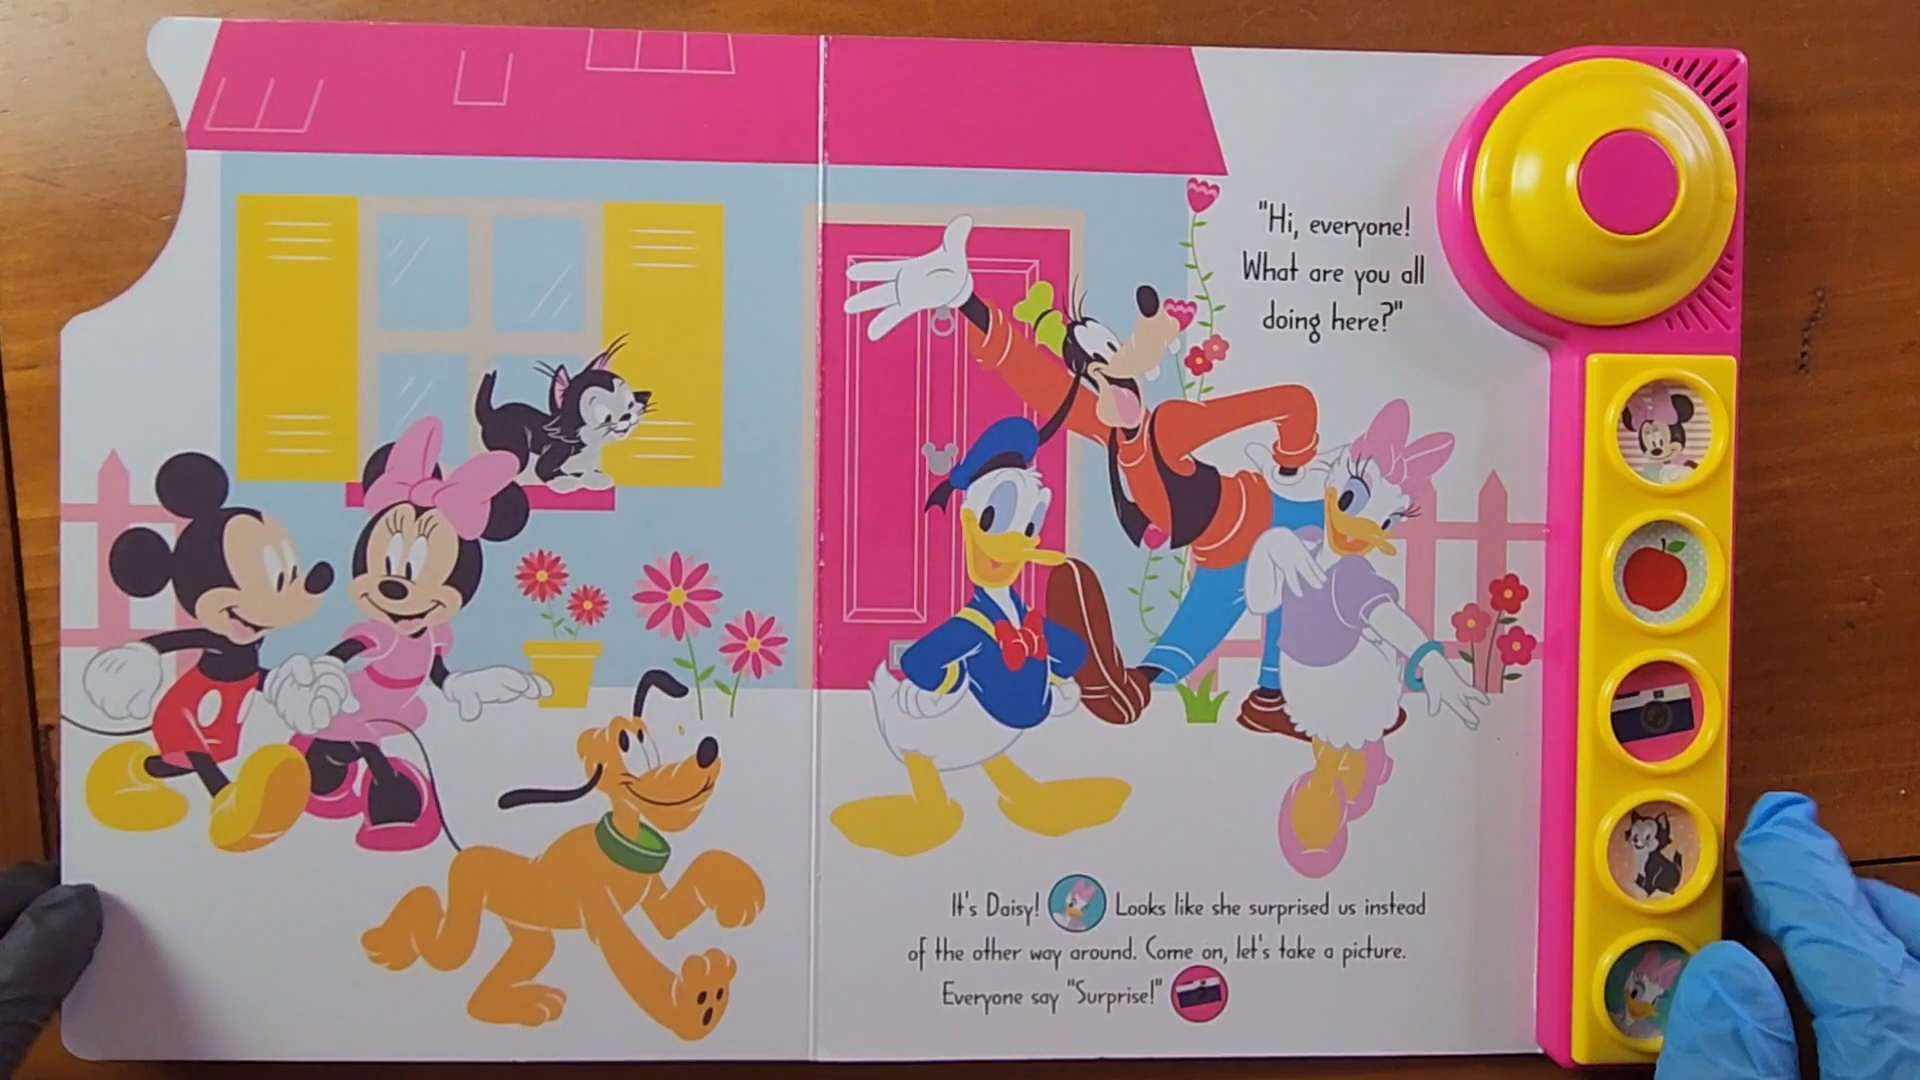 "Hi, everyone!
What are you all
doing here?"
It's Daisy! Looks like she surprised us instead
of the other way around. Come on, let's take a picture.
Everyone say "Surprise!"